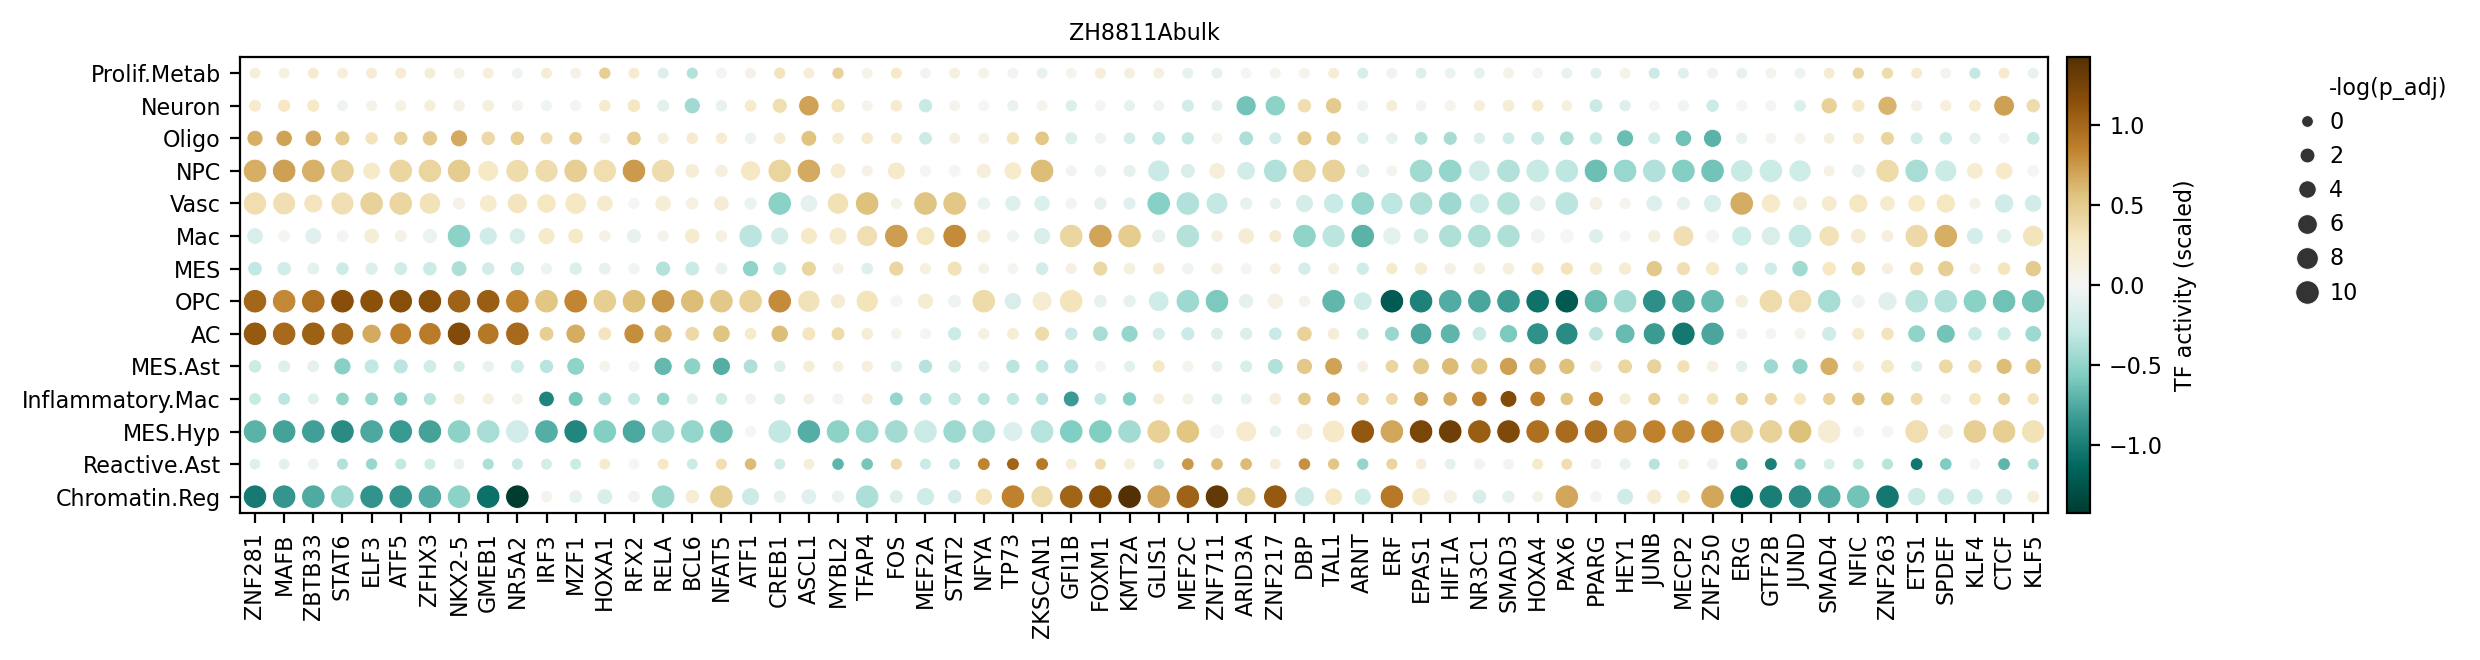 ZH8811Abulk
Prolif.Metab
Neuron
Oligo
NPC
Vasc
Mac
MES
OPC
AC
MES.Ast
Inflammatory.Mac
MES.Hyp
Reactive.Ast
Chromatin.Reg
ZNF281
MAFB
ZBTB33
STAT6
ELF3
ATF5
ZFHX3
NKX2-5
GMEB1
NR5A2
IRF3
MZF1
HOXA1
RFX2
RELA
BCL6
NFAT5
ATF1
CREB1
ASCL1
MYBL2
TFAP4
FOS
MEF2A
STAT2
NFYA
TP73
ZKSCAN1
GFI1B
FOXM1
KMT2A
GLIS1
MEF2C
ZNF711
ARID3A
ZNF217
DBP
TAL1
ARNT
ERF
EPAS1
HIF1A
NR3C1
SMAD3
HOXA4
PAX6
PPARG
HEY1
JUNB
MECP2
ZNF250
ERG
GTF2B
JUND
SMAD4
NFIC
ZNF263
ETS1
SPDEF
KLF4
CTCF
KLF5
1.0
0.5
0.0
−0.5
−1.0
TF activity (scaled)
-log(p_adj)
0
2
4
6
8
10